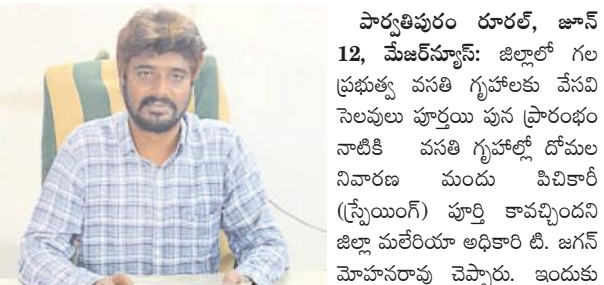 పార్వతిపురం రూరల్, జూన్
12, మేజర్‌న్యూస్: జిల్లాలో గల
ప్రభుత్వ వసతి గృహాలకు వేసవి
సెలవులు పూర్తయి పున ప్రారంభం
నాటికి వసతి గృహాల్లో దోమల
నివారణ మందు పిచికారీ
(స్ప్రేయింగ్) పూర్తి కావచ్చిందని
జిల్లా మలేరియా అధికారి టి. జగన్
మోహనరావు చెప్పారు. ఇందుకు